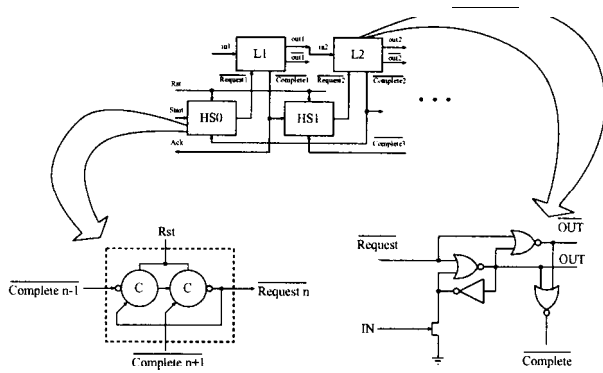 in1 L1 out1 in2 L2 out2
out1 out2
Request1 Complete1 Request2 Complete2
Rst
Start HS0 HS1
• • •
Ack Complete3
Rst
Complete n-1 C C Request n
Complete n+1
Request OUT
OUT
IN
Complete